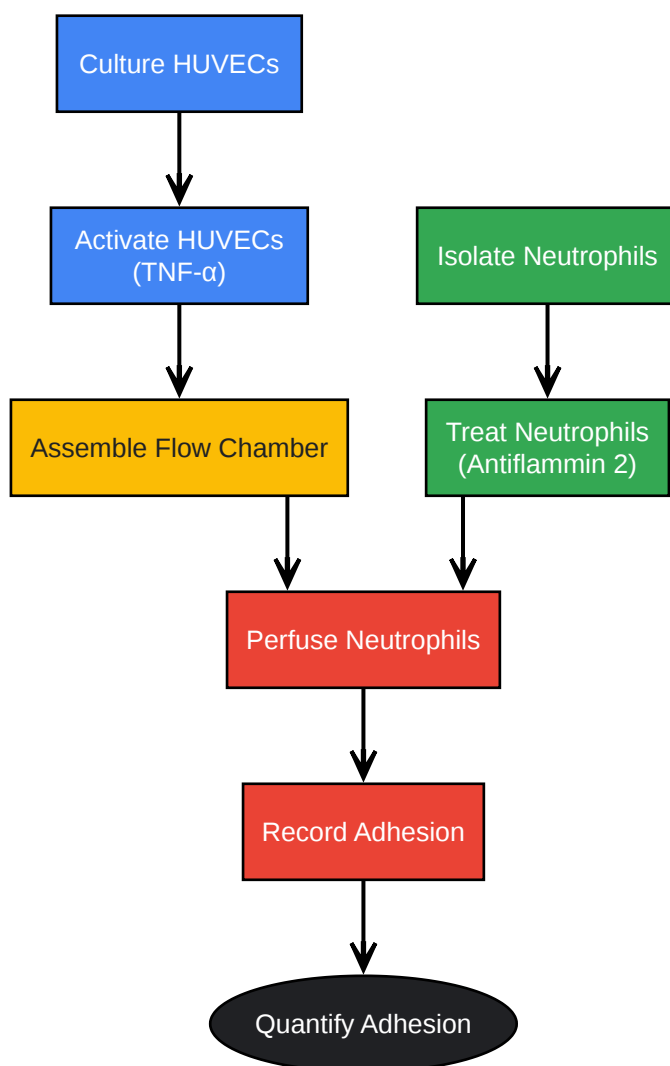 Culture HUVECs
Activate HUVECs
(TNF-α)
Isolate Neutrophils
Assemble Flow Chamber
Treat Neutrophils
(Antiflammin 2)
Perfuse Neutrophils
Record Adhesion
Quantify Adhesion